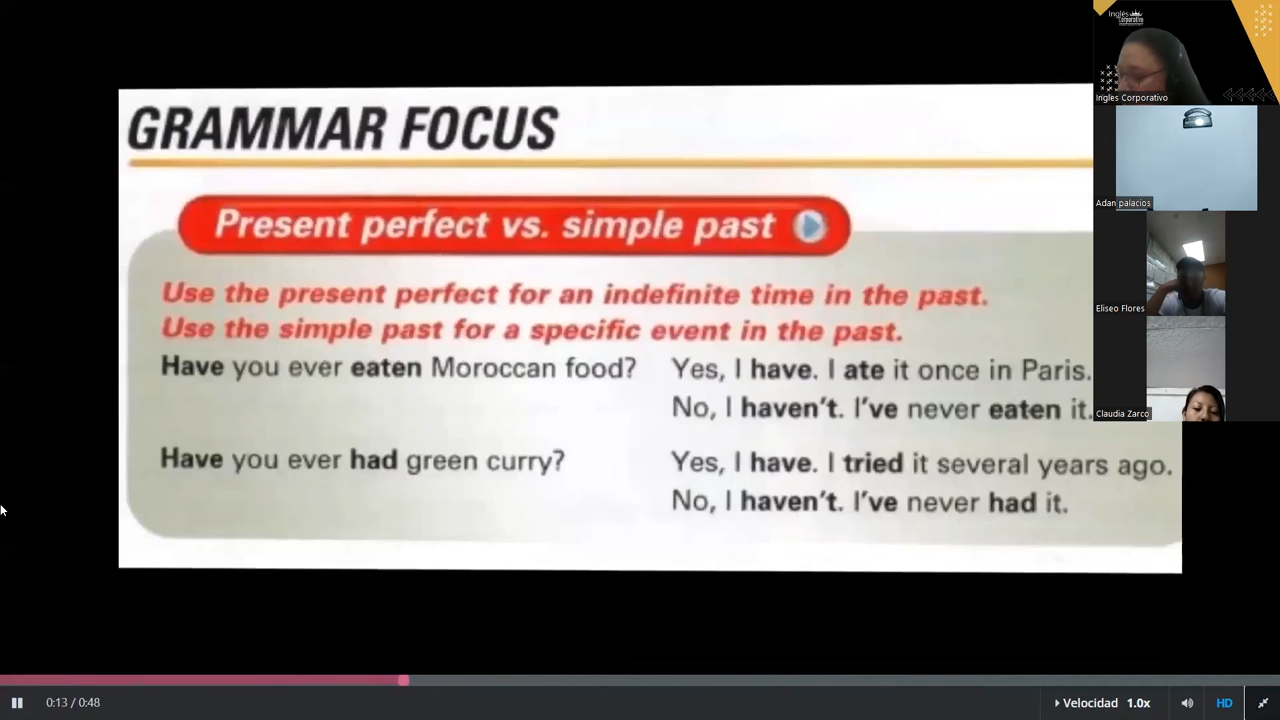 GRAMMAR FOCUS
Present perfect vs. simple past
Use the present perfect for an indefinite time in the past.
Use the simple past for a specific event in the past.
Have you ever eaten Moroccan food?
Yes, I have. I ate it once in Paris.
No, I haven't. I've never eaten it.
Have you ever had green curry?
Yes, I have. I tried it several years ago.
No, I haven't. I've never had it.
Inglés
Corporativo
Ingles Corporativo
Adan palacios
Eliseo Flores
Claudia Zarco
0:13 / 0:48
Velocidad 1.0x
HD